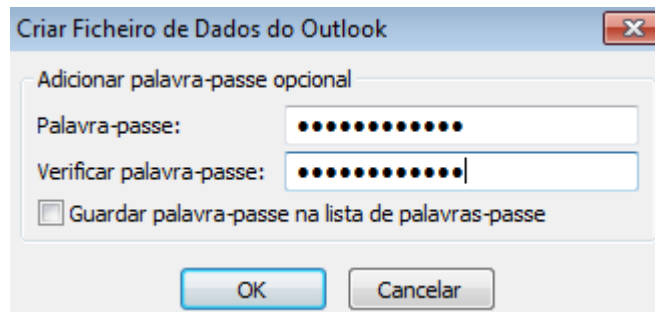 Criar Ficheiro de Dados do Outlook
Adicionar palavra-passe opcional
Palavra-passe: ●●●●●●●●●●●●
Verificar palavra-passe: ●●●●●●●●●●●●
Guardar palavra-passe na lista de palavras-passe
OK Cancelar